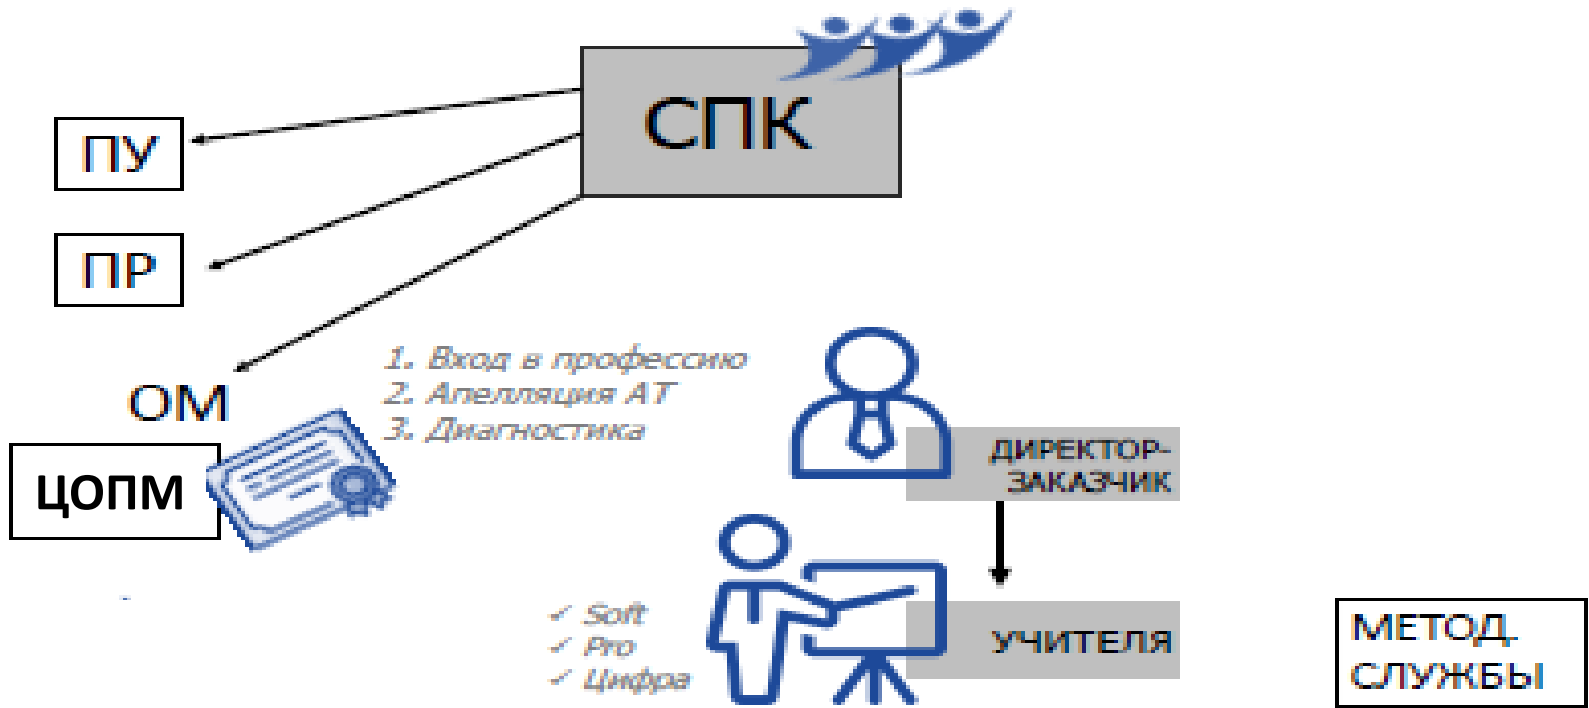 СПК
ПУ
ПР
ОМ
ЦОПМ
1. Вход в профессию
2. Апелляция АТ
3. Диагностика
ДИРЕКТОР-
ЗАКАЗЧИК
✓ Soft
✓ Pro
✓ Цифра
УЧИТЕЛЯ
МЕТОД.
СЛУЖБЫ